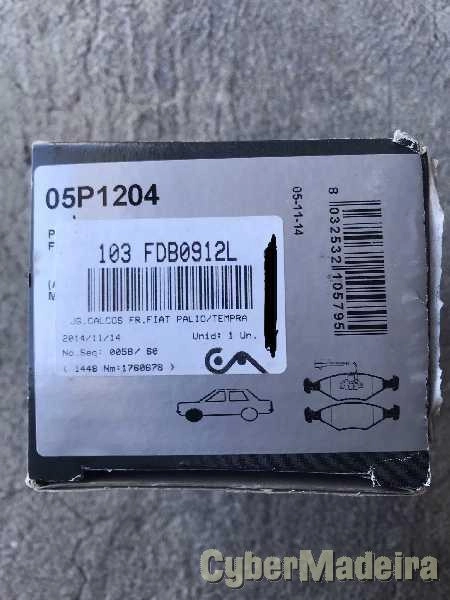 05P1204
05-11-14
8 032532 105795
P
F
103 FDB0912L
(A
M
JG.CALCOS FR.FIAT PALIO/TEMPRA
2014/11/14
Unid: 1 Un.
No.Seq: 0058/ 60
( 1448 Nm:1760678 )
CyberMadeira